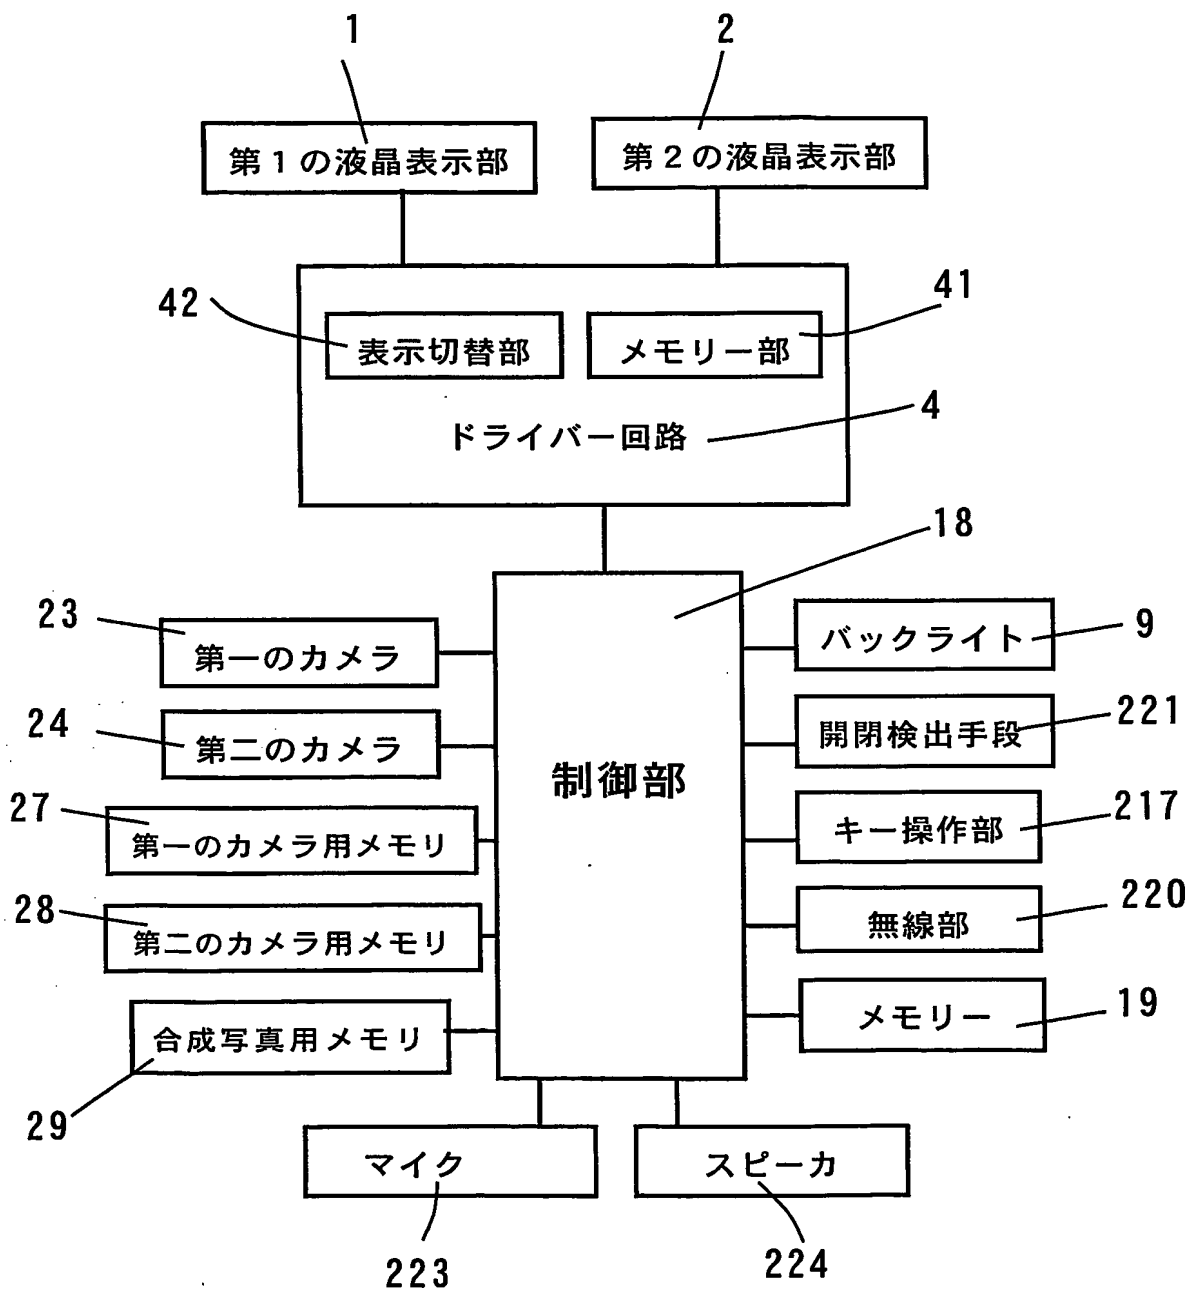 1
2
第1の液晶表示部
第2の液晶表示部
42
41
表示切替部
メモリー部
4
ドライバー回路
18
23
第一のカメラ
9
バックライト
24
第二のカメラ
221
開閉検出手段
制御部
27
第一のカメラ用メモリ
217
キー操作部
28
第二のカメラ用メモリ
220
無線部
合成写真用メモリ
19
メモリー
29
マイク
スピーカ
223
224